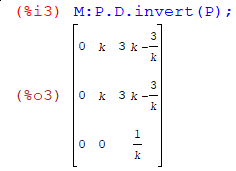 (%i3) M:P.D.invert(P);
0 k 3 k-3/k
(%o3) 0 k 3 k-3/k
0 0 1/k